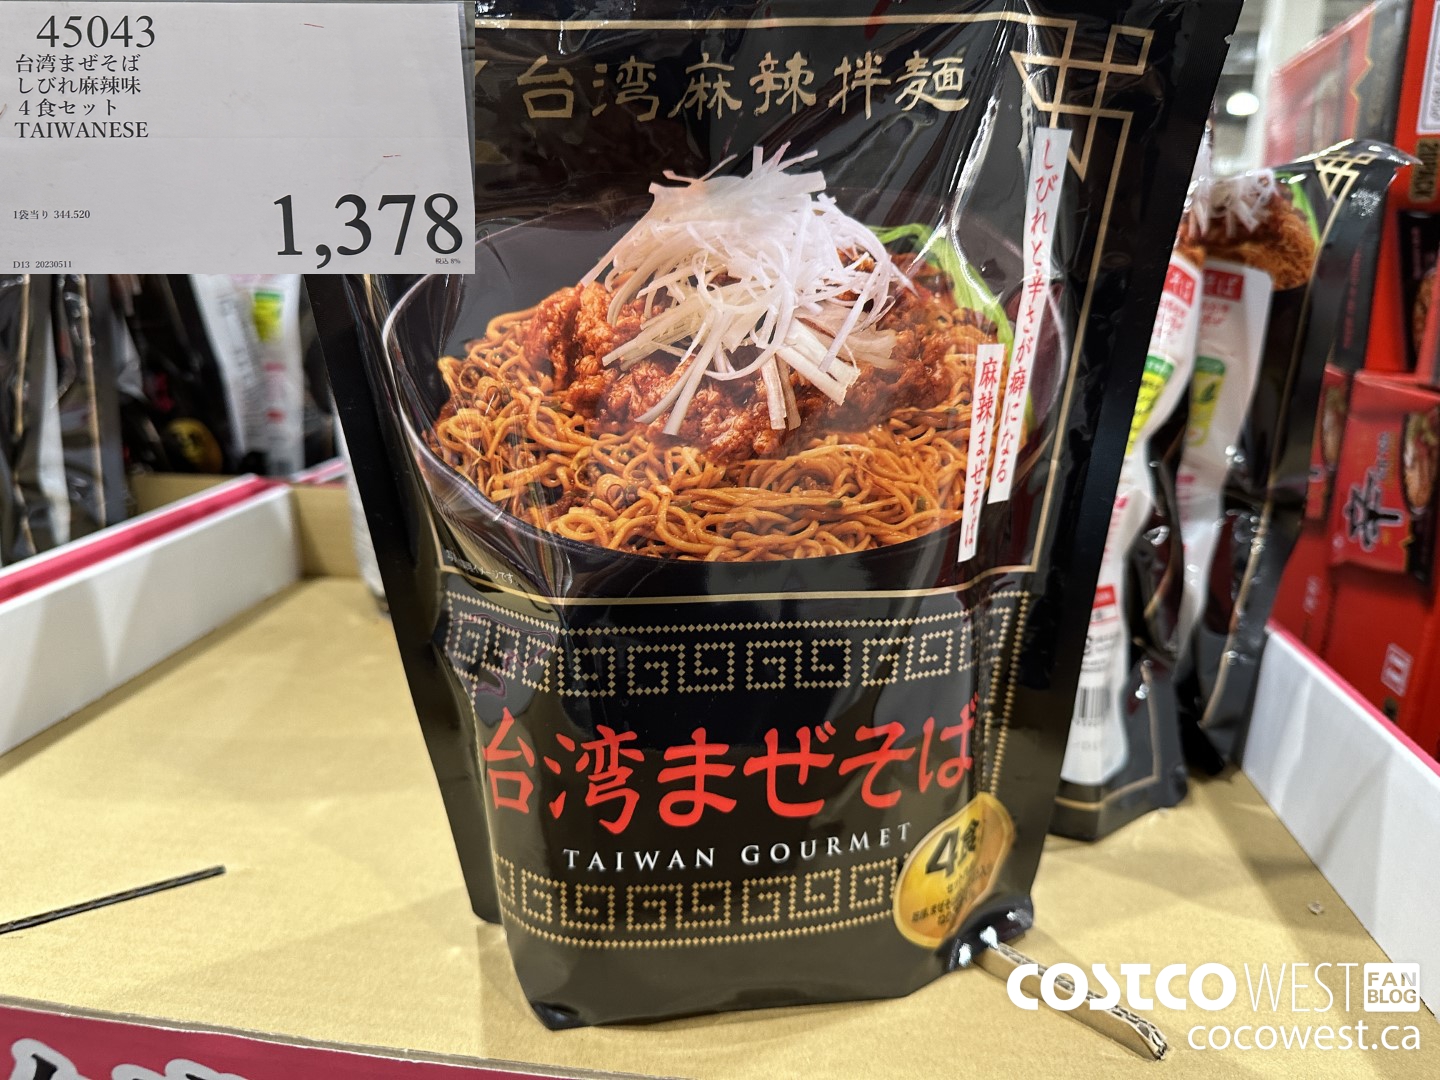 45043
台湾まぜそば
しびれ麻辣味
4食セット
TAIWANESE
1袋当り 344.520
1,378
税込 8%
D13 20230511
台湾麻辣拌麺
しびれと辛さが癖になる
麻辣まぜそば
台湾まぜそば
TAIWAN GOURMET
4食
COSTCO WEST FAN BLOG
cocowest.ca